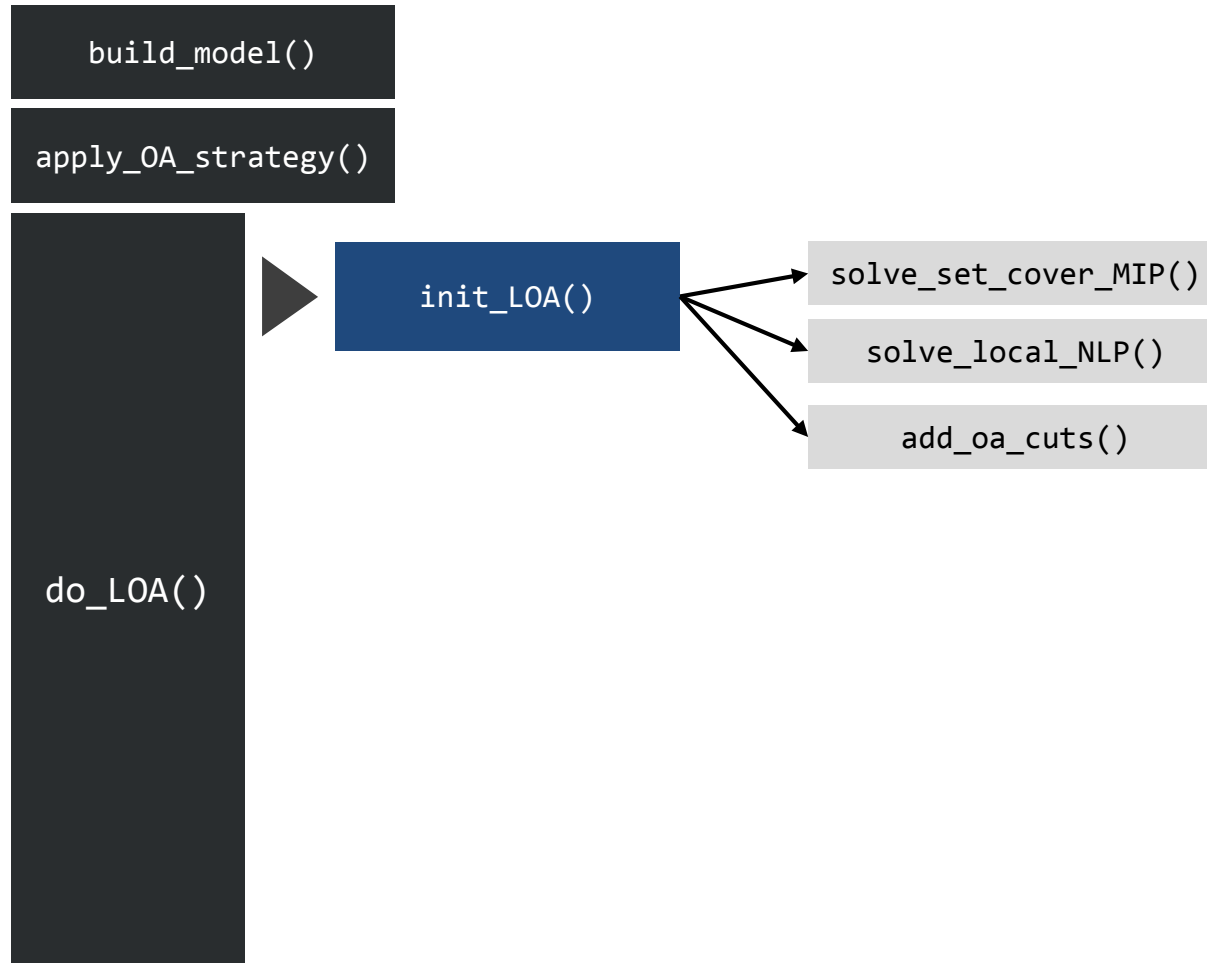 build_model()
apply_OA_strategy()
do_LOA()
init_LOA()
solve_set_cover_MIP()
solve_local_NLP()
add_oa_cuts()